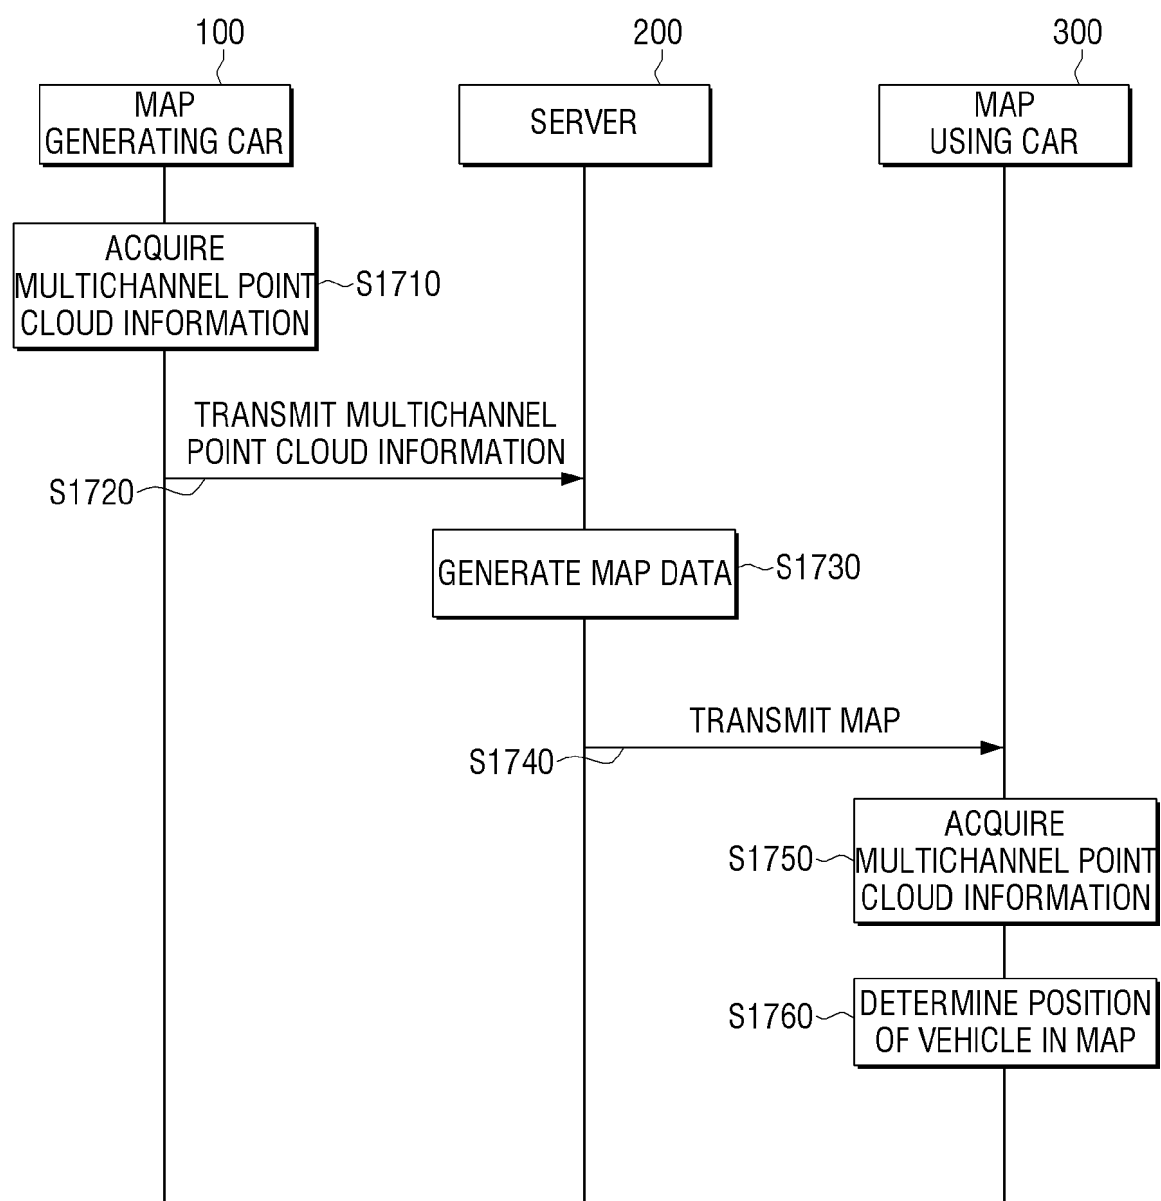 100
200
300
MAP
GENERATING CAR
SERVER
MAP
USING CAR
ACQUIRE
MULTICHANNEL POINT
CLOUD INFORMATION
S1710
TRANSMIT MULTICHANNEL
POINT CLOUD INFORMATION
S1720
GENERATE MAP DATA
S1730
TRANSMIT MAP
S1740
ACQUIRE
MULTICHANNEL POINT
CLOUD INFORMATION
S1750
DETERMINE POSITION
OF VEHICLE IN MAP
S1760